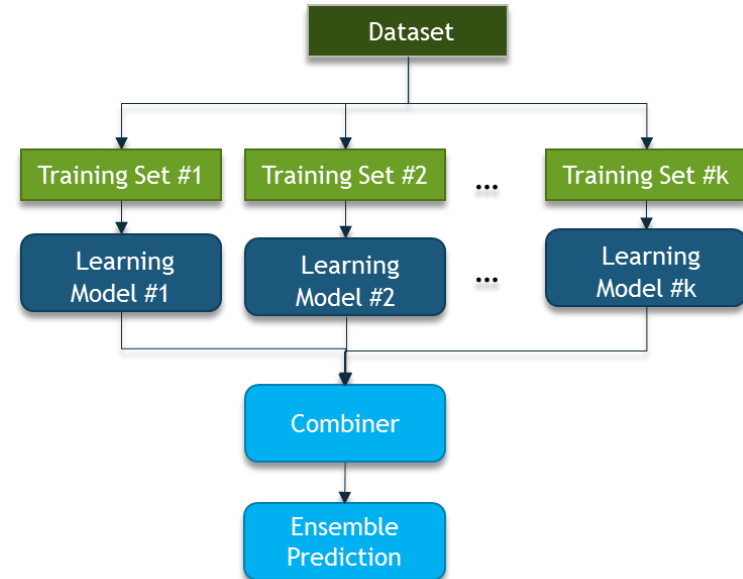 Dataset
Training Set #1
Training Set #2
...
Training Set #k
Learning
Model #1
Learning
Model #2
...
Learning
Model #k
Combiner
Ensemble
Prediction